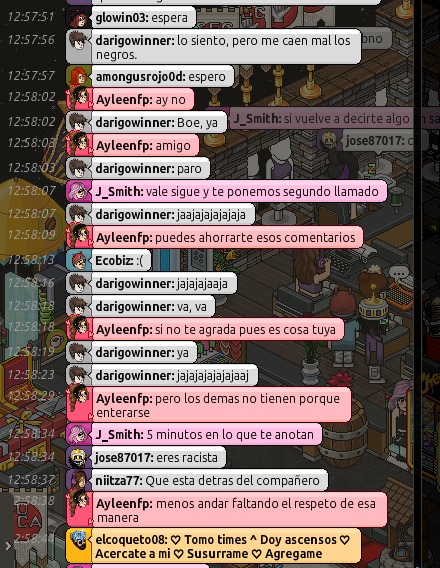 12:57:51 glowin03: espera
12:57:56 darigowinner: lo siento, pero me caen mal los
negros.
12:57:57 amongusrojo0d: espero
12:58:02 Ayleenfp: ay no
12:58:02 darigowinner: Boe, ya
J_Smith: si vuelve a decirte algo
12:58:03 Ayleenfp: amigo
jose87017:
12:58:03 darigowinner: paro
12:58:07 J_Smith: vale sigue y te ponemos segundo llamado
12:58:07 darigowinner: jaajajajajajaja
12:58:09 Ayleenfp: puedes ahorrarte esos comentarios
12:58:13 Ecobiz: :(
12:58:16 darigowinner: jajajajaaja
12:58:18 darigowinner: va, va
12:58:18 Ayleenfp: si no te agrada pues es cosa tuya
12:58:19 darigowinner: ya
12:58:23 darigowinner: jajajajajajajaaj
12:58:29 Ayleenfp: pero los demas no tienen porque
enterarse
12:58:34 J_Smith: 5 minutos en lo que te anotan
12:58:34 jose87017: eres racista
12:58:37 niitza77: Que esta detras del compañero
12:58:38 Ayleenfp: menos andar faltando el respeto de esa
manera
12:58:44 elcoqueto08: ♡ Tomo times ^ Doy ascensos ♡
Acercate a mi ♡ Susurrame ♡ Agregame